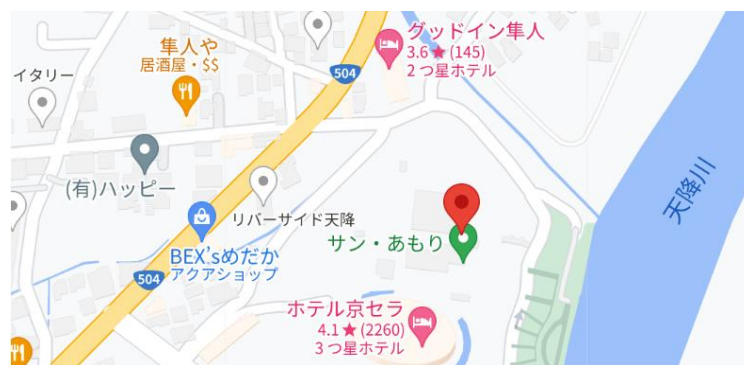 グッドイン隼人
3.6 ★ (145)
2 つ星ホテル
隼人や
居酒屋・$$
イタリー
504
(有)ハッピー
天降川
リバーサイド天降
サン・あもり
BEX'sめだか
アクアショップ
504
ホテル京セラ
4.1 ★ (2260)
3 つ星ホテル